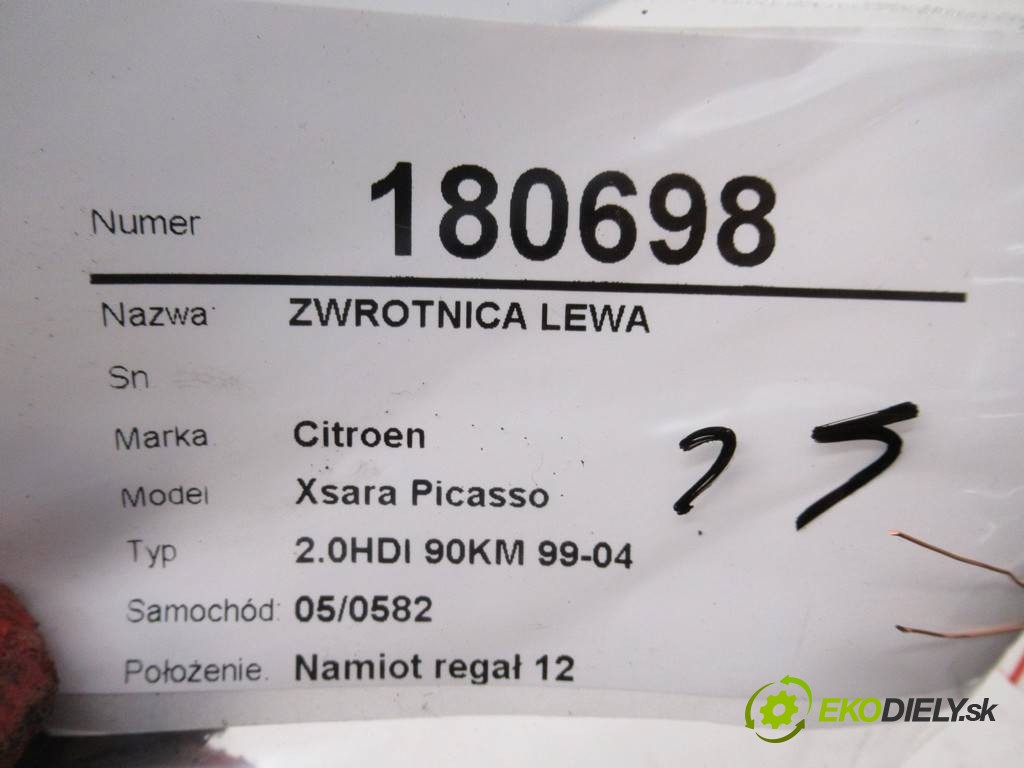 Numer 180698
Nazwa: ZWROTNICA LEWA
Sn
Marka Citroen
Model Xsara Picasso
Typ 2.0HDI 90KM 99-04
Samochód: 05/0582
Położenie. Namiot regał 12
EKODIELY.sk